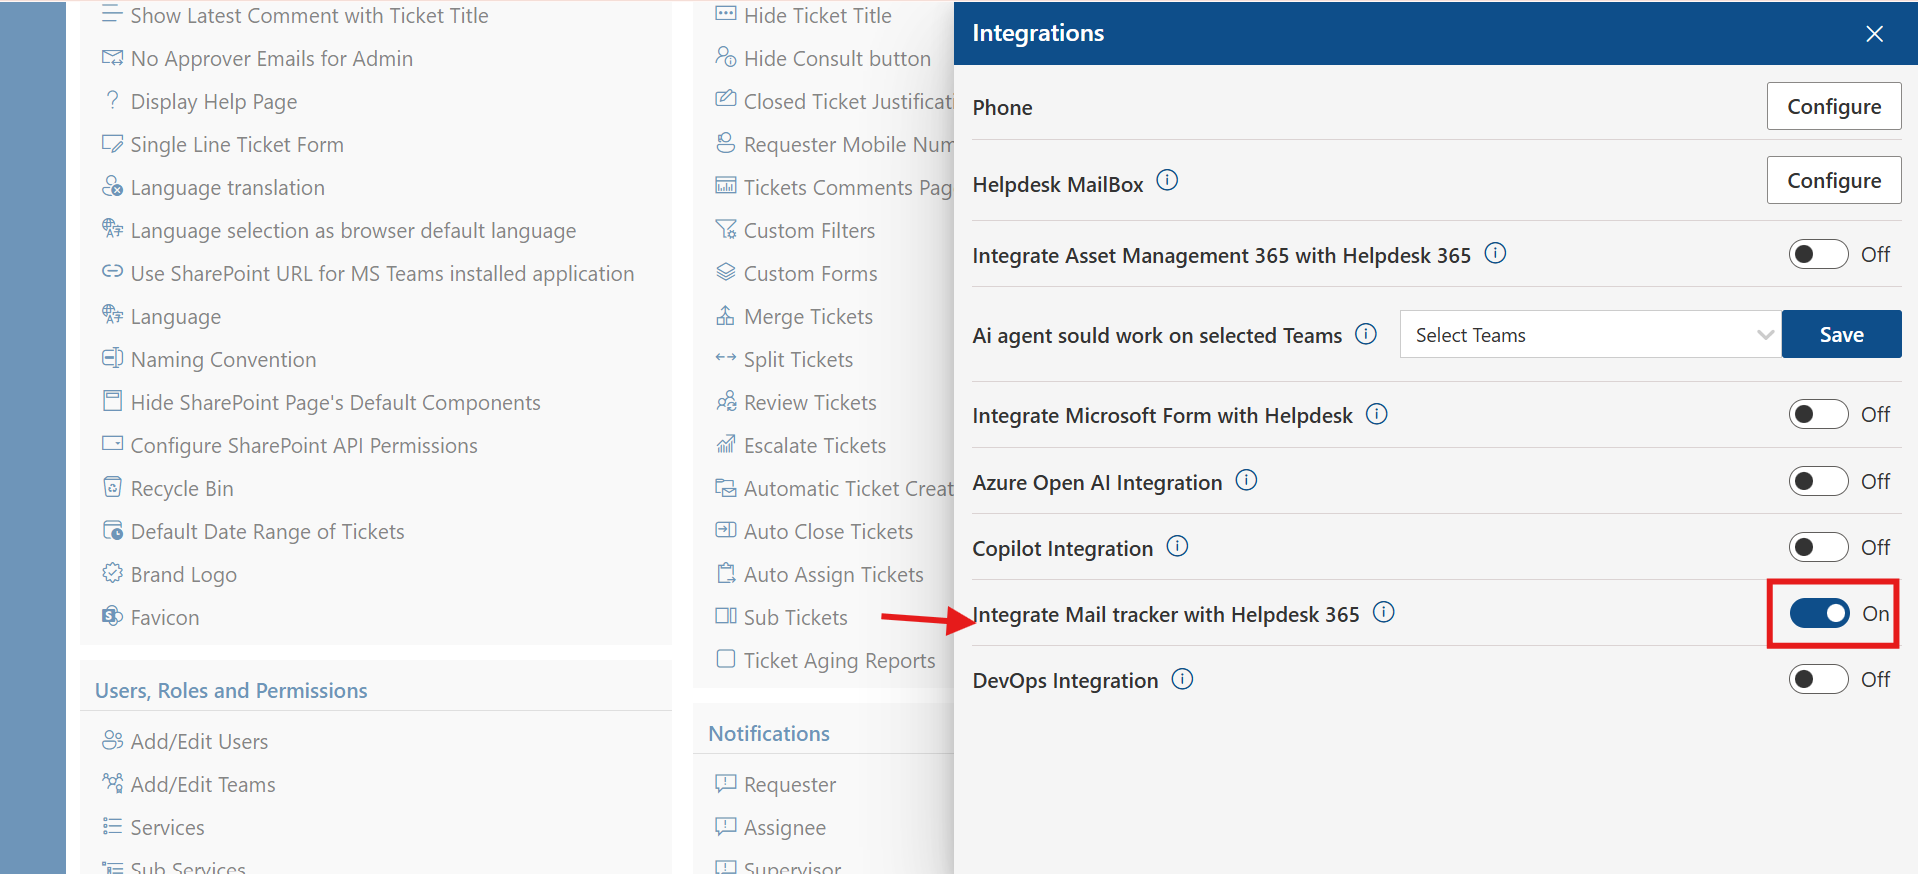 Show Latest Comment with Ticket Title
No Approver Emails for Admin
Display Help Page
Single Line Ticket Form
Language translation
Language selection as browser default language
Use SharePoint URL for MS Teams installed application
Language
Naming Convention
Hide SharePoint Page's Default Components
Configure SharePoint API Permissions
Recycle Bin
Default Date Range of Tickets
Brand Logo
Favicon
Users, Roles and Permissions
Add/Edit Users
Add/Edit Teams
Services
Sub Services
Hide Ticket Title
Hide Consult button
Closed Ticket Justificati
Requester Mobile Num
Tickets Comments Pag
Custom Filters
Custom Forms
Merge Tickets
Split Tickets
Review Tickets
Escalate Tickets
Automatic Ticket Creat
Auto Close Tickets
Auto Assign Tickets
Sub Tickets
Ticket Aging Reports
Notifications
Requester
Assignee
Supervisor
Integrations
Phone Configure
Helpdesk MailBox Configure
Integrate Asset Management 365 with Helpdesk 365 Off
Ai agent sould work on selected Teams Select Teams Save
Integrate Microsoft Form with Helpdesk Off
Azure Open AI Integration Off
Copilot Integration Off
Integrate Mail tracker with Helpdesk 365 On
DevOps Integration Off